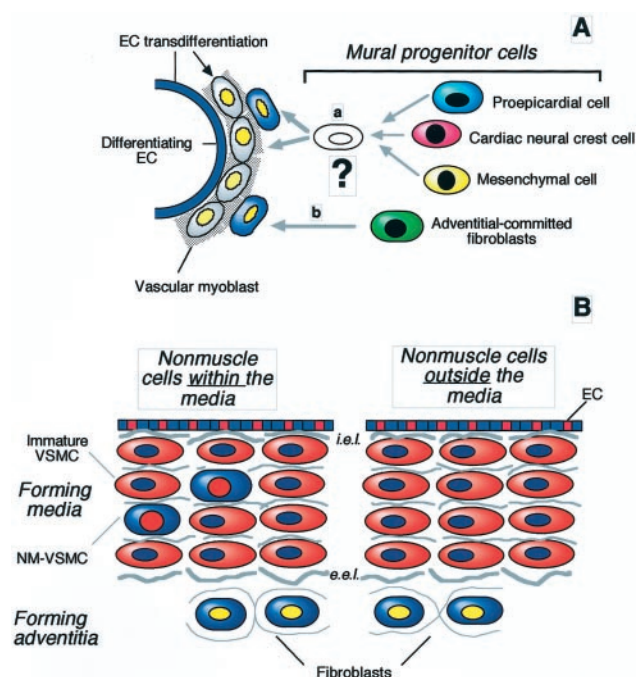 A
EC transdifferentiation
Mural progenitor cells
a
Proepicardial cell
Differentiating
EC
Cardiac neural crest cell
?
Mesenchymal cell
b
Adventitial-committed
fibroblasts
Vascular myoblast
B
Nonmuscle
cells within the
media
Nonmuscle cells
outside the
media
EC
i.e.l.
Immature
VSMC
Forming
media
NM-VSMC
e.e.l.
Forming
adventitia
Fibroblasts